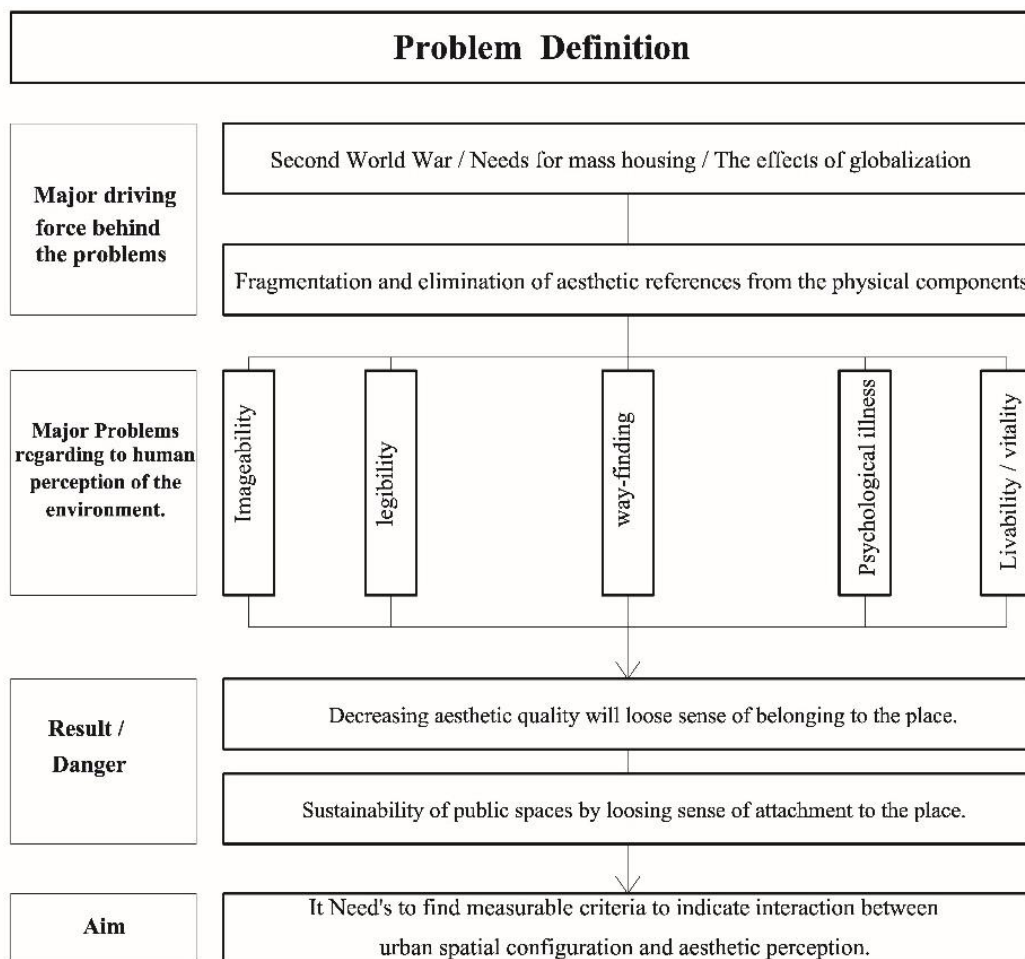 Problem Definition
Major driving
force behind
the problems
Second World War / Needs for mass housing / The effects of globalization
Fragmentation and elimination of aesthetic references from the physical components
Major Problems
regarding to human
perception of the
environment.
Imageability
legibility
way-finding
Psychological illness
Livability / vitality
Result /
Danger
Decreasing aesthetic quality will loose sense of belonging to the place.
Sustainability of public spaces by loosing sense of attachment to the place.
Aim
It Need's to find measurable criteria to indicate interaction between
urban spatial configuration and aesthetic perception.